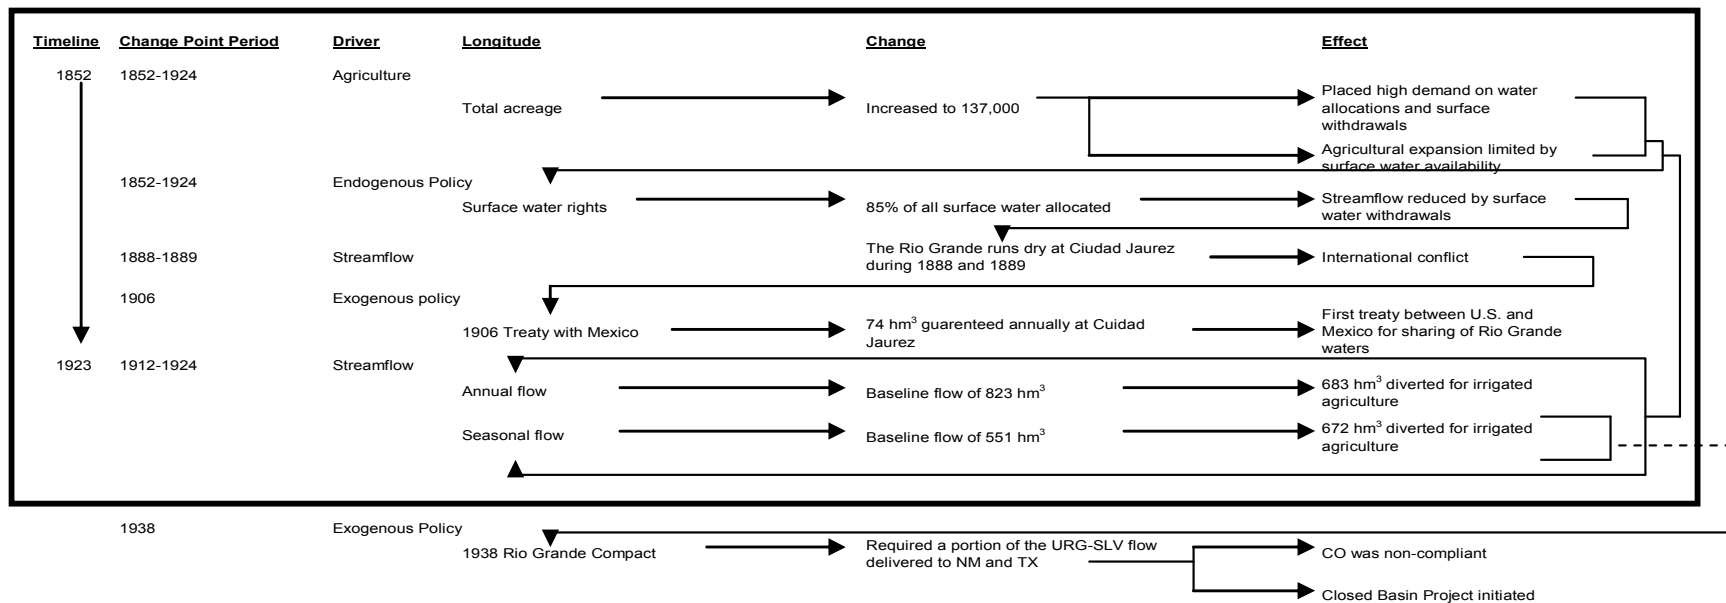 Timeline Change Point Period Driver Longitude Change Effect
1852 1852-1924 Agriculture
Total acreage Increased to 137,000 Placed high demand on water
allocations and surface
withdrawals
Agricultural expansion limited by
surface water availability
1852-1924 Endogenous Policy
Surface water rights 85% of all surface water allocated Streamflow reduced by surface
water withdrawals
1888-1889 Streamflow The Rio Grande runs dry at Ciudad Jaurez
during 1888 and 1889 International conflict
1906 Exogenous policy
1906 Treaty with Mexico 74 hm³ guarenteed annually at Cuidad
Jaurez First treaty between U.S. and
Mexico for sharing of Rio Grande
waters
1923 1912-1924 Streamflow
Annual flow Baseline flow of 823 hm³ 683 hm³ diverted for irrigated
agriculture
Seasonal flow Baseline flow of 551 hm³ 672 hm³ diverted for irrigated
agriculture
1938 Exogenous Policy
1938 Rio Grande Compact Required a portion of the URG-SLV flow
delivered to NM and TX CO was non-compliant
Closed Basin Project initiated